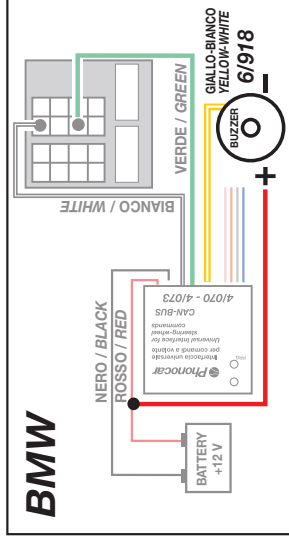 BMW
BATTERY
+12 V
NERO / BLACK
ROSSO / RED
Phonocar
Interfaccia universale
per comandi a volante
Universal Interface for
steering-wheel
commands
CAN-BUS
4/070 - 4/073
BIANCO / WHITE
VERDE / GREEN
GIALLO-BIANCO
YELLOW-WHITE
6/918
BUZZER
+
-